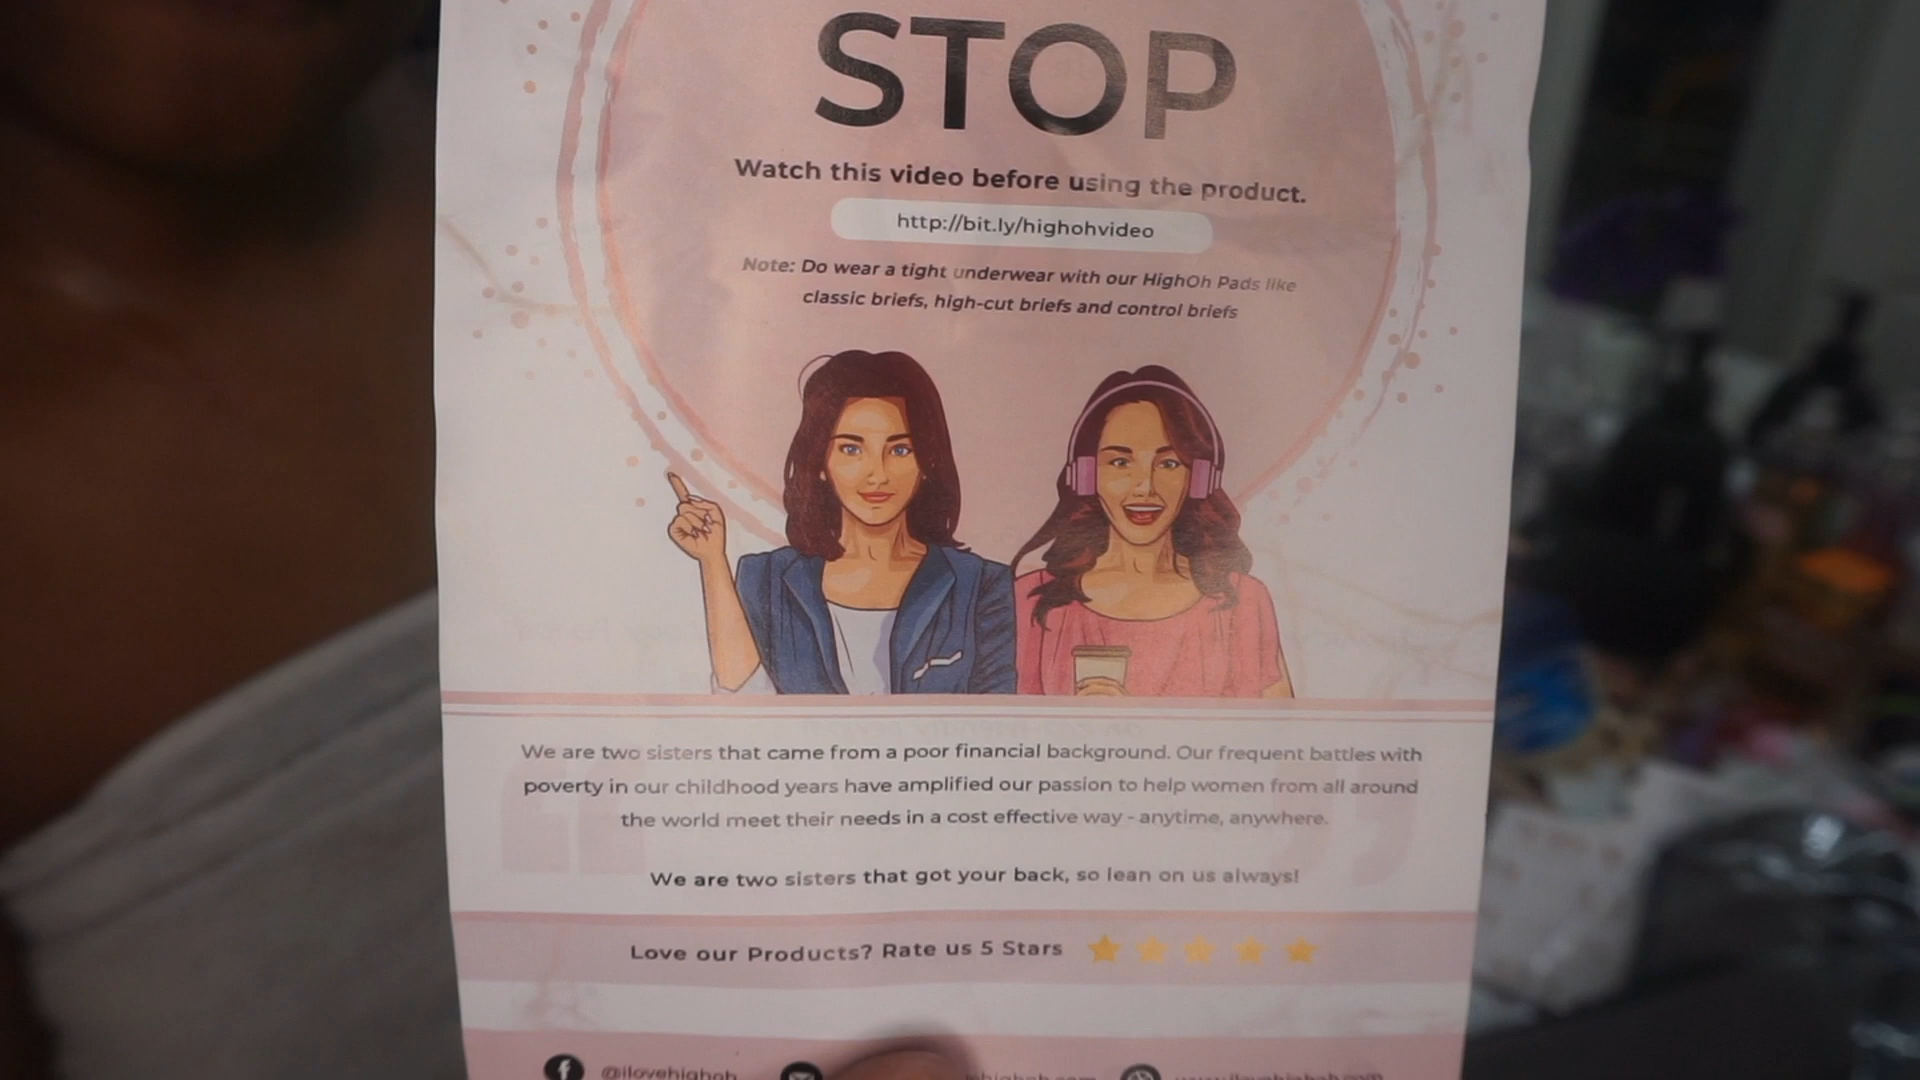 STOP
Watch this video before using the product.
http://bit.ly/highohvideo
Note: Do wear a tight underwear with our HighOh Pads like
classic briefs, high-cut briefs and control briefs
We are two sisters that came from a poor financial background. Our frequent battles with
poverty in our childhood years have amplified our passion to help women from all around
the world meet their needs in a cost effective way - anytime, anywhere.
We are two sisters that got your back, so lean on us always!
Love our Products? Rate us 5 Stars
@ilovehighoh